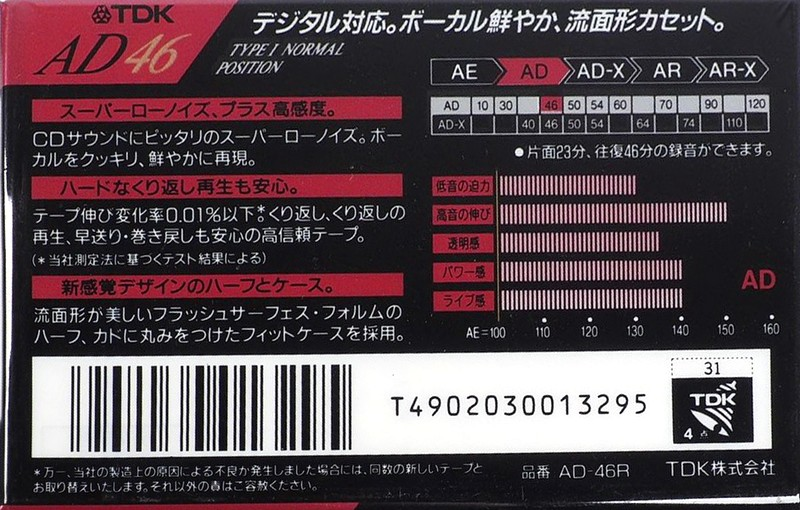 TDK
AD46
TYPE I NORMAL
POSITION
デジタル対応。ボーカル鮮やか、流面形カセット。
AE AD AD-X AR AR-X
AD 10 30 46 50 54 60 70 90 120
AD-X 40 46 50 54 64 74 110
●片面23分、往復46分の録音ができます。
スーパーローノイズ、プラス高感度。
CDサウンドにピッタリのスーパーローノイズ。ボー
カルをクッキリ、鮮やかに再現。
ハードなくり返し再生も安心。
テープ伸び変化率0.01%以下*。くり返し、くり返しの
再生、早送り・巻き戻しも安心の高信頼テープ。
(*当社測定法に基づくテスト結果による)
新感覚デザインのハーフとケース。
流面形が美しいフラッシュサーフェス・フォルムの
ハーフ、カドに丸みをつけたフィットケースを採用。
低音の迫力
高音の伸び
透明感
パワー感
ライブ感
AD
AE=100 110 120 130 140 150 160
T4902030013295
31
TDK
4点
*万一、当社の製造上の原因による不良が発生しました場合には、同数の新しいテープと
お取り替えいたします。それ以外の責はご容赦ください。
品番 AD-46R
TDK株式会社